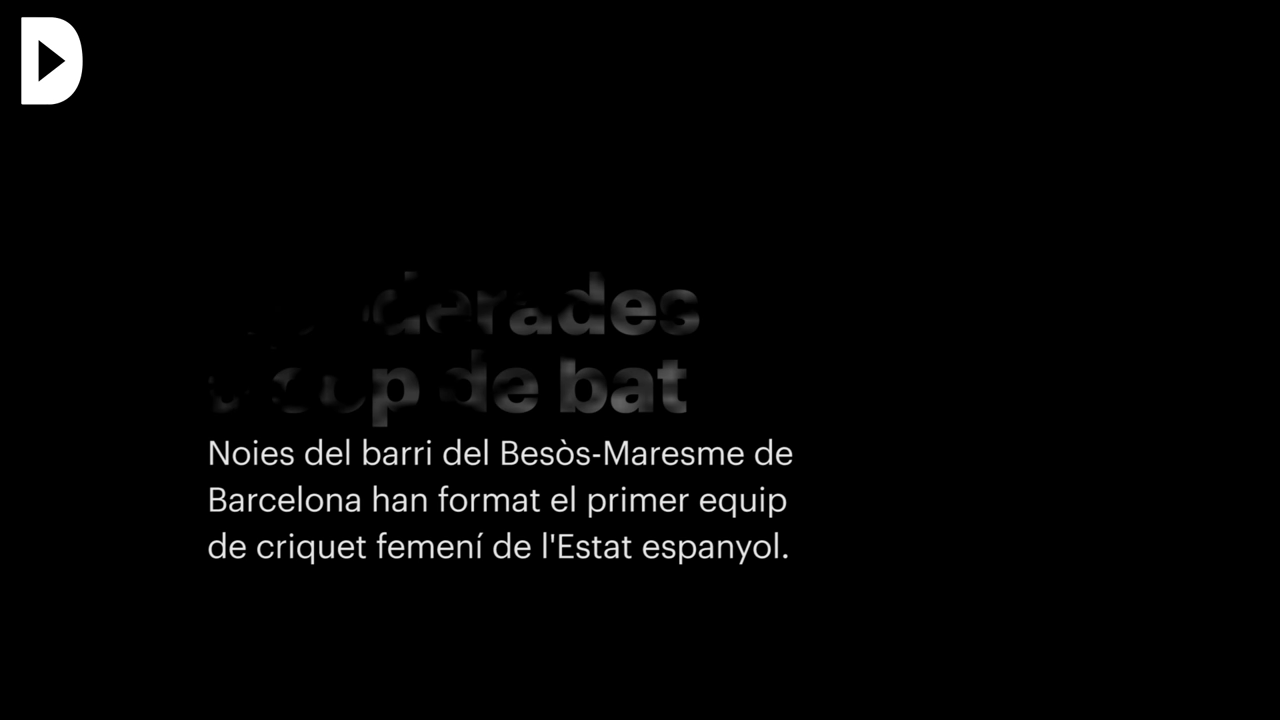 de bat
Noies del barri del Besòs-Maresme de
Barcelona han format el primer equip
de criquet femení de l'Estat espanyol.